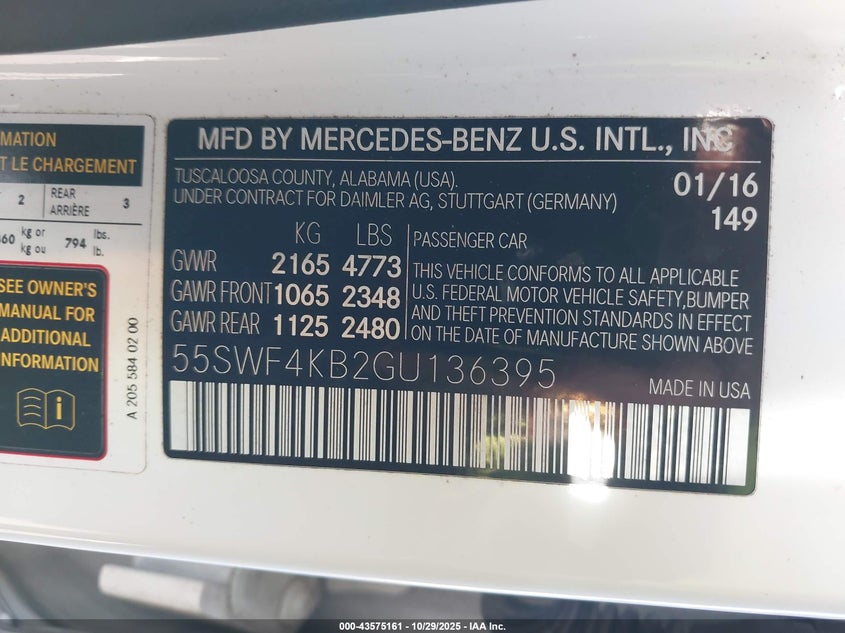 MATION
T LE CHARGEMENT
2
REAR
ARRIÈRE
3
kg or
kg ou
794
lbs.
lb.
SEE OWNER'S
MANUAL FOR
ADDITIONAL
INFORMATION
A 205 584 02 00
MFD BY MERCEDES-BENZ U.S. INTL., INC
TUSCALOOSA COUNTY, ALABAMA (USA).
UNDER CONTRACT FOR DAIMLER AG, STUTTGART (GERMANY)
01/16
149
KG LBS
GVWR 2165 4773
GAWR FRONT 1065 2348
GAWR REAR 1125 2480
PASSENGER CAR
THIS VEHICLE CONFORMS TO ALL APPLICABLE
U.S. FEDERAL MOTOR VEHICLE SAFETY,BUMPER
AND THEFT PREVENTION STANDARDS IN EFFECT
ON THE DATE OF MANUFACTURE SHOWN ABOVE
55SWF4KB2GU136395
MADE IN USA
000-43575161 - 10/29/2025 - IAA Inc.